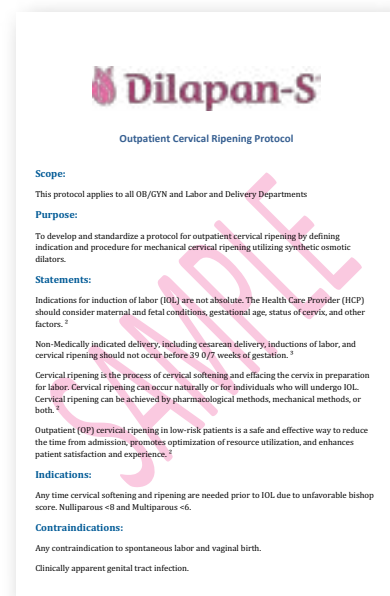 Dilapan-S
Outpatient Cervical Ripening Protocol
Scope:
This protocol applies to all OB/GYN and Labor and Delivery Departments
Purpose:
To develop and standardize a protocol for outpatient cervical ripening by defining
indication and procedure for mechanical cervical ripening utilizing synthetic osmotic
dilators.
Statements:
Indications for induction of labor (IOL) are not absolute. The Health Care Provider (HCP)
should consider maternal and fetal conditions, gestational age, status of cervix, and other
factors. ²
Non-Medically indicated delivery, including cesarean delivery, inductions of labor, and
cervical ripening should not occur before 39 0/7 weeks of gestation. ³
Cervical ripening is the process of cervical softening and effacing the cervix in preparation
for labor. Cervical ripening can occur naturally or for individuals who will undergo IOL.
Cervical ripening can be achieved by pharmacological methods, mechanical methods, or
both. ²
Outpatient (OP) cervical ripening in low-risk patients is a safe and effective way to reduce
the time from admission, promotes optimization of resource utilization, and enhances
patient satisfaction and experience. ²
Indications:
Any time cervical softening and ripening are needed prior to IOL due to unfavorable bishop
score. Nulliparous <8 and Multiparous <6.
Contraindications:
Any contraindication to spontaneous labor and vaginal birth.
Clinically apparent genital tract infection.
SAMPLE